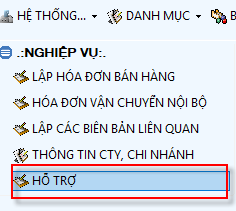 HỆ THỐNG... DANH MỤC
.:NGHIỆP VỤ:.
LẬP HÓA ĐƠN BÁN HÀNG
HÓA ĐƠN VẬN CHUYỂN NỘI BỘ
LẬP CÁC BIÊN BẢN LIÊN QUAN
THÔNG TIN CTY, CHI NHÁNH
HỖ TRỢ